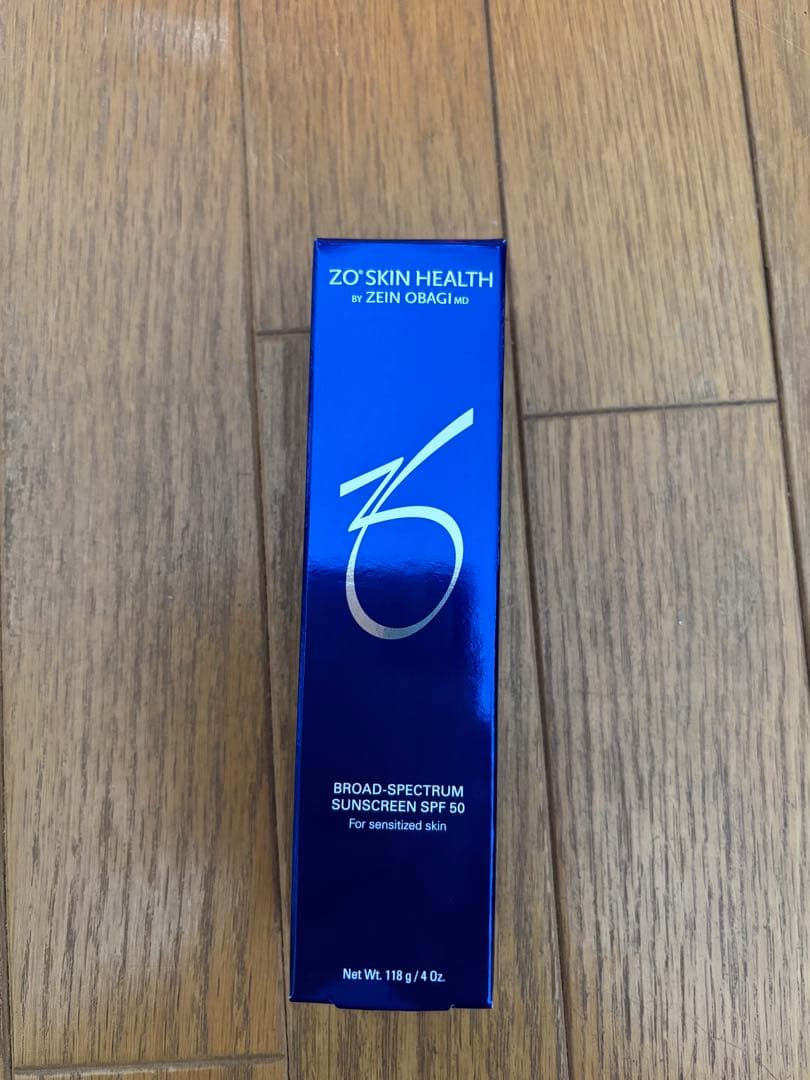 ZO® SKIN HEALTH
BY ZEIN OBAGI MD
BROAD-SPECTRUM
SUNSCREEN SPF 50
For sensitized skin
Net Wt. 118 g / 4 Oz.